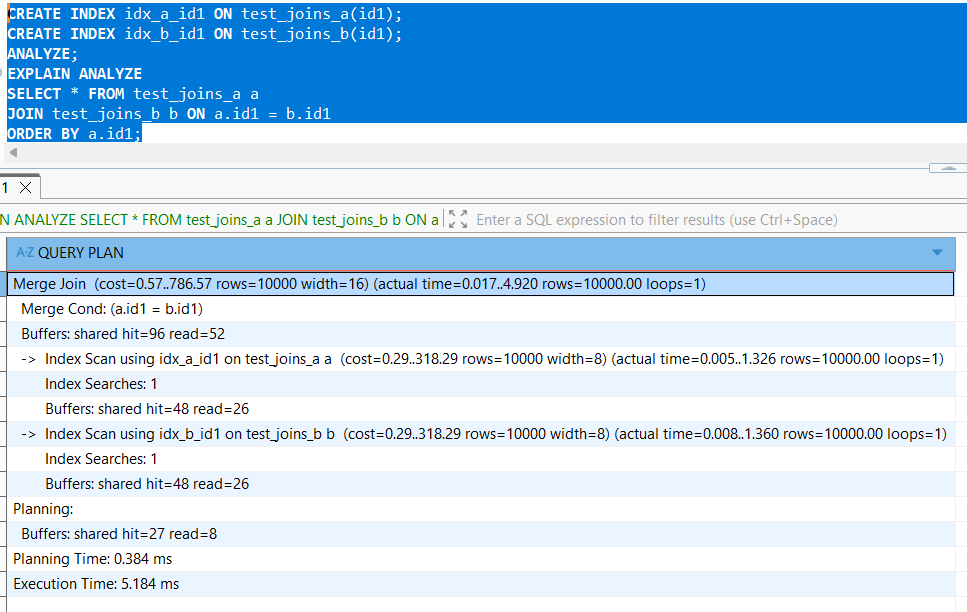 CREATE INDEX idx_a_id1 ON test_joins_a(id1);
CREATE INDEX idx_b_id1 ON test_joins_b(id1);
ANALYZE;
EXPLAIN ANALYZE
SELECT * FROM test_joins_a a
JOIN test_joins_b b ON a.id1 = b.id1
ORDER BY a.id1;
1
N ANALYZE SELECT * FROM test_joins_a a JOIN test_joins_b b ON a Enter a SQL expression to filter results (use Ctrl+Space)
A-Z QUERY PLAN
Merge Join (cost=0.57..786.57 rows=10000 width=16) (actual time=0.017..4.920 rows=10000.00 loops=1)
Merge Cond: (a.id1 = b.id1)
Buffers: shared hit=96 read=52
-> Index Scan using idx_a_id1 on test_joins_a a (cost=0.29..318.29 rows=10000 width=8) (actual time=0.005..1.326 rows=10000.00 loops=1)
Index Searches: 1
Buffers: shared hit=48 read=26
-> Index Scan using idx_b_id1 on test_joins_b b (cost=0.29..318.29 rows=10000 width=8) (actual time=0.008..1.360 rows=10000.00 loops=1)
Index Searches: 1
Buffers: shared hit=48 read=26
Planning:
Buffers: shared hit=27 read=8
Planning Time: 0.384 ms
Execution Time: 5.184 ms